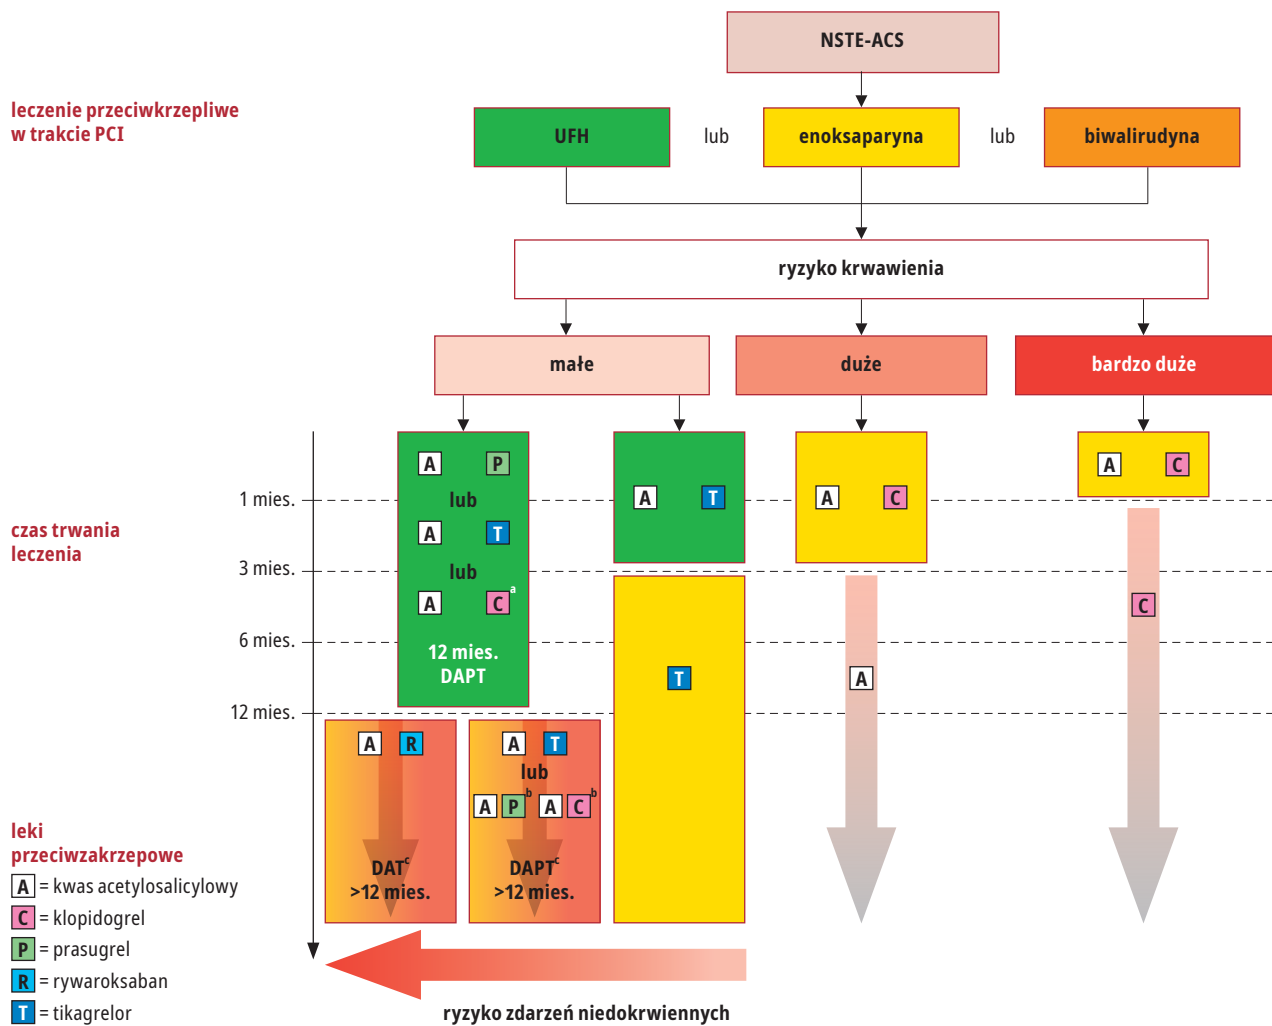 NSTE-ACS
leczenie przeciwkrzepliwe
w trakcie PCI
UFH lub enoksaparyna lub biwalirudyna
ryzyko krwawienia
małe duże bardzo duże
A P
lub
A T
lub
A C a
12 mies.
DAPT
A T
T
A C
A
A C
C
czas trwania
leczenia
1 mies.
3 mies.
6 mies.
12 mies.
A R
DAT c
>12 mies.
A T
lub
A P b A C b
DAPT c
>12 mies.
ryzyko zdarzeń niedokrwiennych
leki
przeciwzakrzepowe
A = kwas acetylosalicylowy
C = klopidogrel
P = prasugrel
R = rywaroksaban
T = tikagrelor